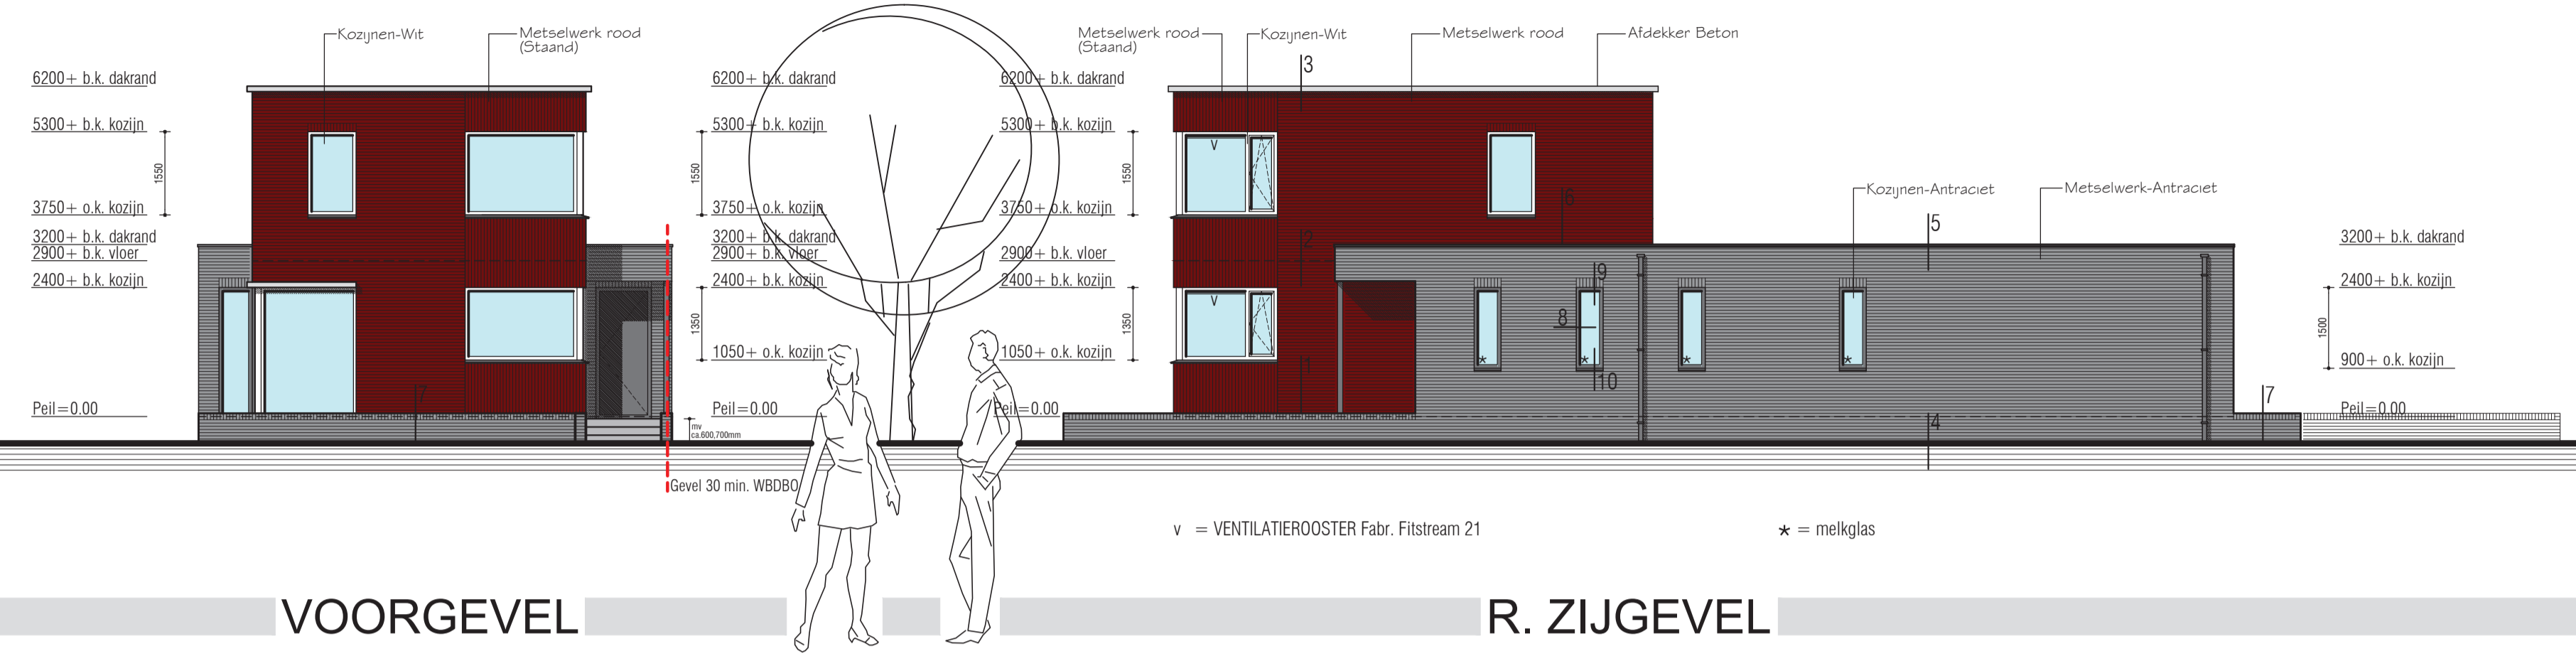 Kozijnen-Wit
Metselwerk rood
(Staand)
6200+ b.k. dakrand
5300+ b.k. kozijn
1550
3750+ o.k. kozijn
3200+ b.k. dakrand
2900+ b.k. vloer
2400+ b.k. kozijn
Peil=0.00
7
6200+ b.k. dakrand
5300+ b.k. kozijn
1550
3750+ o.k. kozijn
3200+ b.k. dakrand
2900+ b.k. vloer
2400+ b.k. kozijn
1350
1050+ o.k. kozijn
Peil=0.00
mv
ca.600,700mm
Gevel 30 min. WBDBO
Metselwerk rood
(Staand)
Kozijnen-Wit
Metselwerk rood
Afdekker Beton
3
6200+ b.k. dakrand
5300+ b.k. kozijn
1550
3750+ o.k. kozijn
2900+ b.k. vloer
2400+ b.k. kozijn
1350
1050+ o.k. kozijn
Peil=0.00
V
V
2
1
6
Kozijnen-Antraciet
Metselwerk-Antraciet
5
9
8
10
* * * *
4
7
3200+ b.k. dakrand
2400+ b.k. kozijn
1500
900+ o.k. kozijn
Peil=0.00
v = VENTILATIEROOSTER Fabr. Fitstream 21
* = melkglas
VOORGEVEL
R. ZIJGEVEL